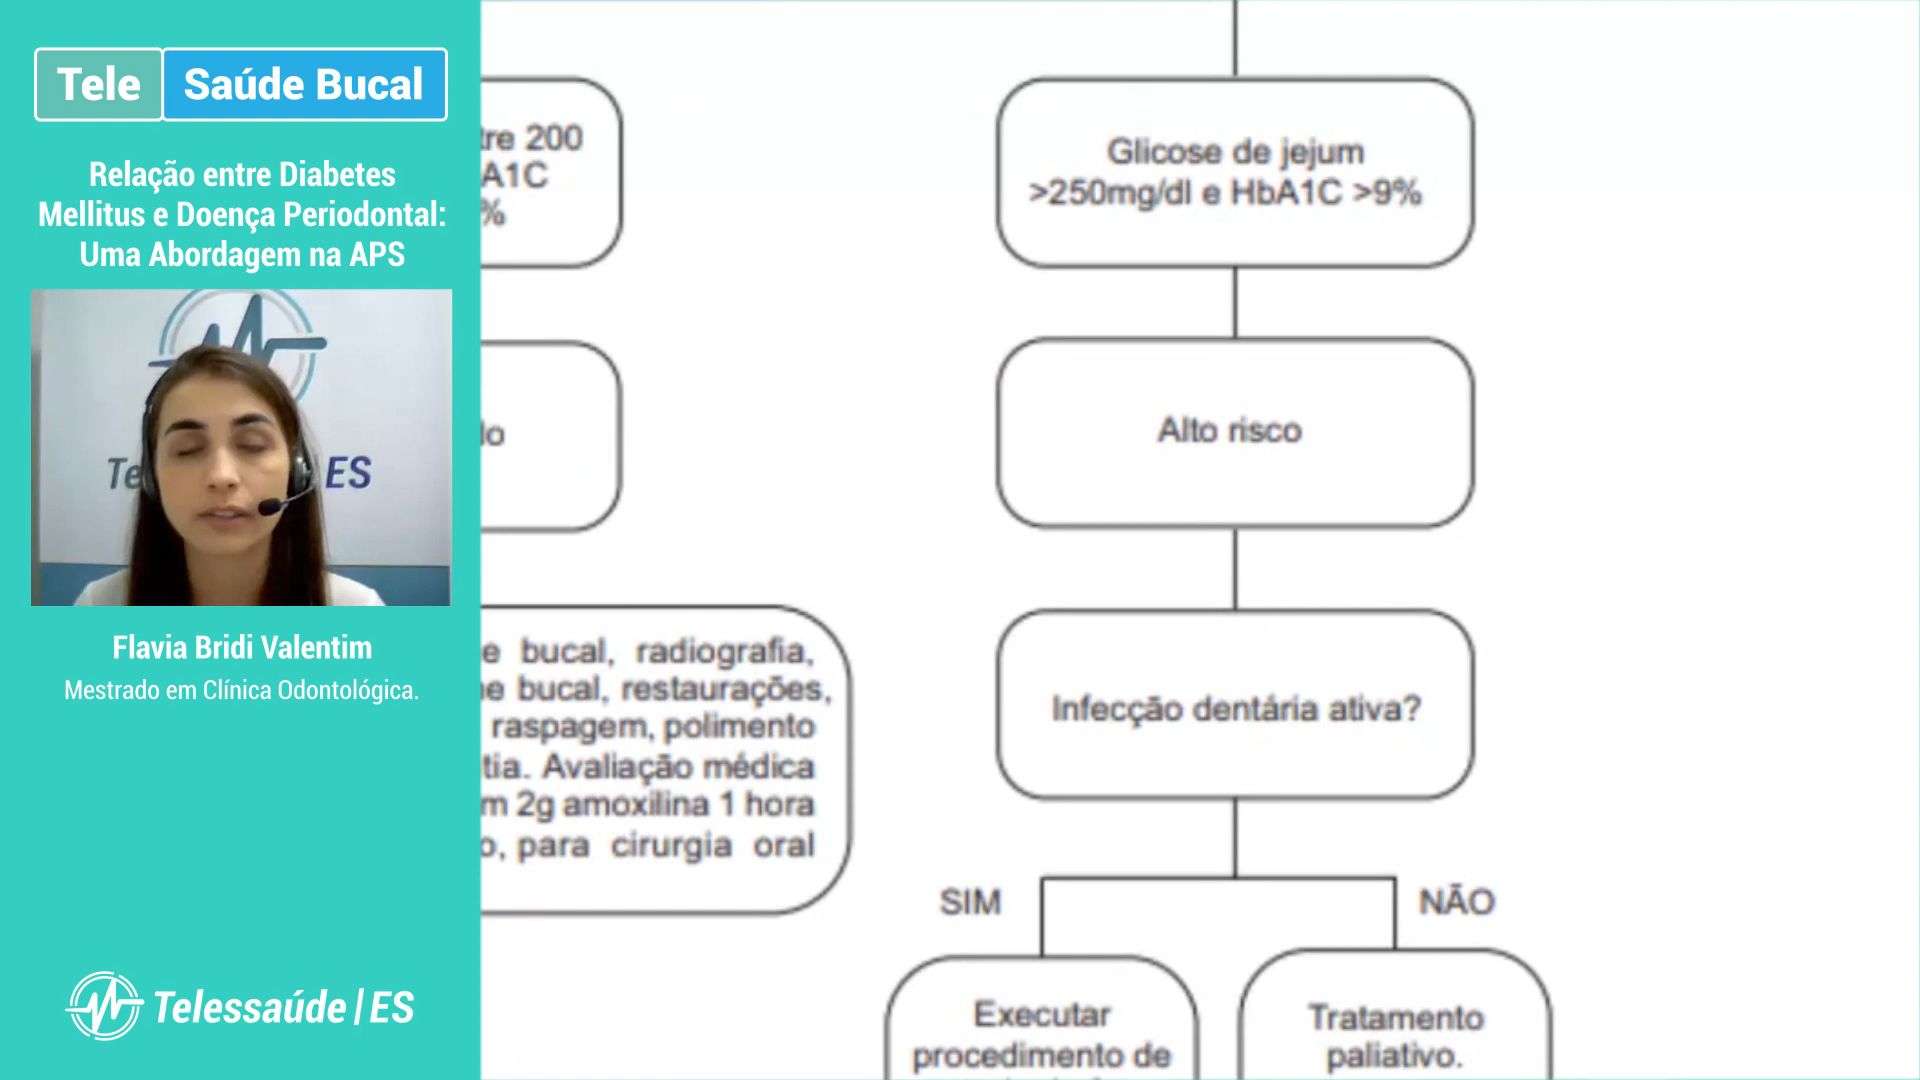 Tele Saúde Bucal
Relação entre Diabetes
Mellitus e Doença Periodontal:
Uma Abordagem na APS
ES
Flavia Bridi Valentim
Mestrado em Clínica Odontológica.
Telessaúde|ES
tre 200
A1C
%
lo
e bucal, radiografia,
e bucal, restaurações,
raspagem, polimento
tia. Avaliação médica
m 2g amoxilina 1 hora
o, para cirurgia oral
Glicose de jejum
>250mg/dl e HbA1C >9%
Alto risco
Infecção dentária ativa?
SIM
NÃO
Executar
procedimento de
Tratamento
paliativo.